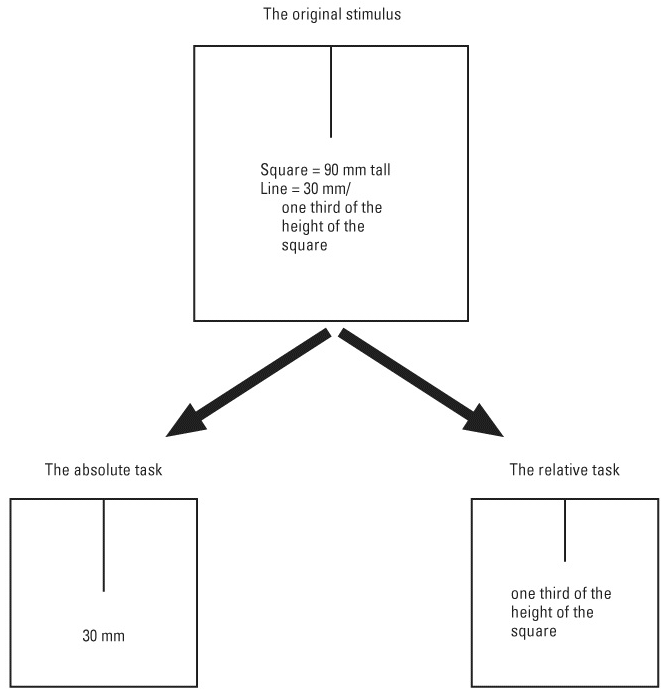 The original stimulus
Square = 90 mm tall
Line = 30 mm/
one third of the
height of the
square
The absolute task
The relative task
30 mm
one third of the
height of the
square